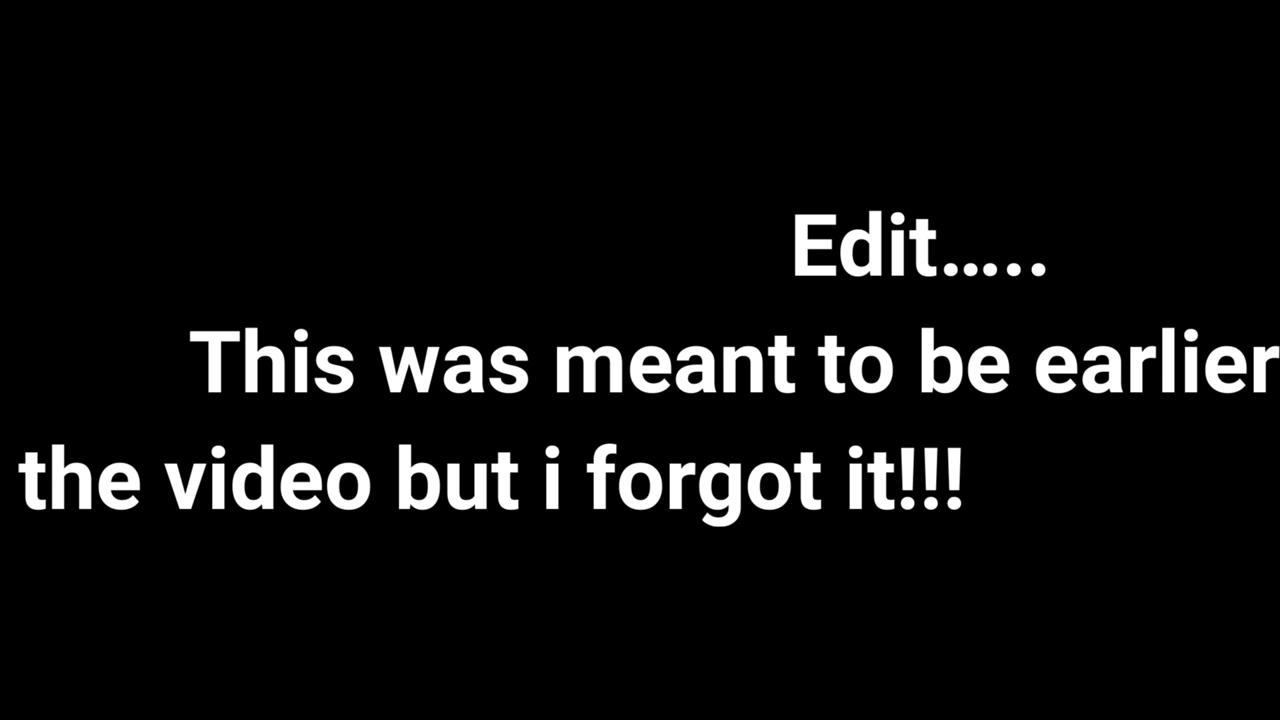 Edit.....
This was meant to be earlier
the video but i forgot it!!!